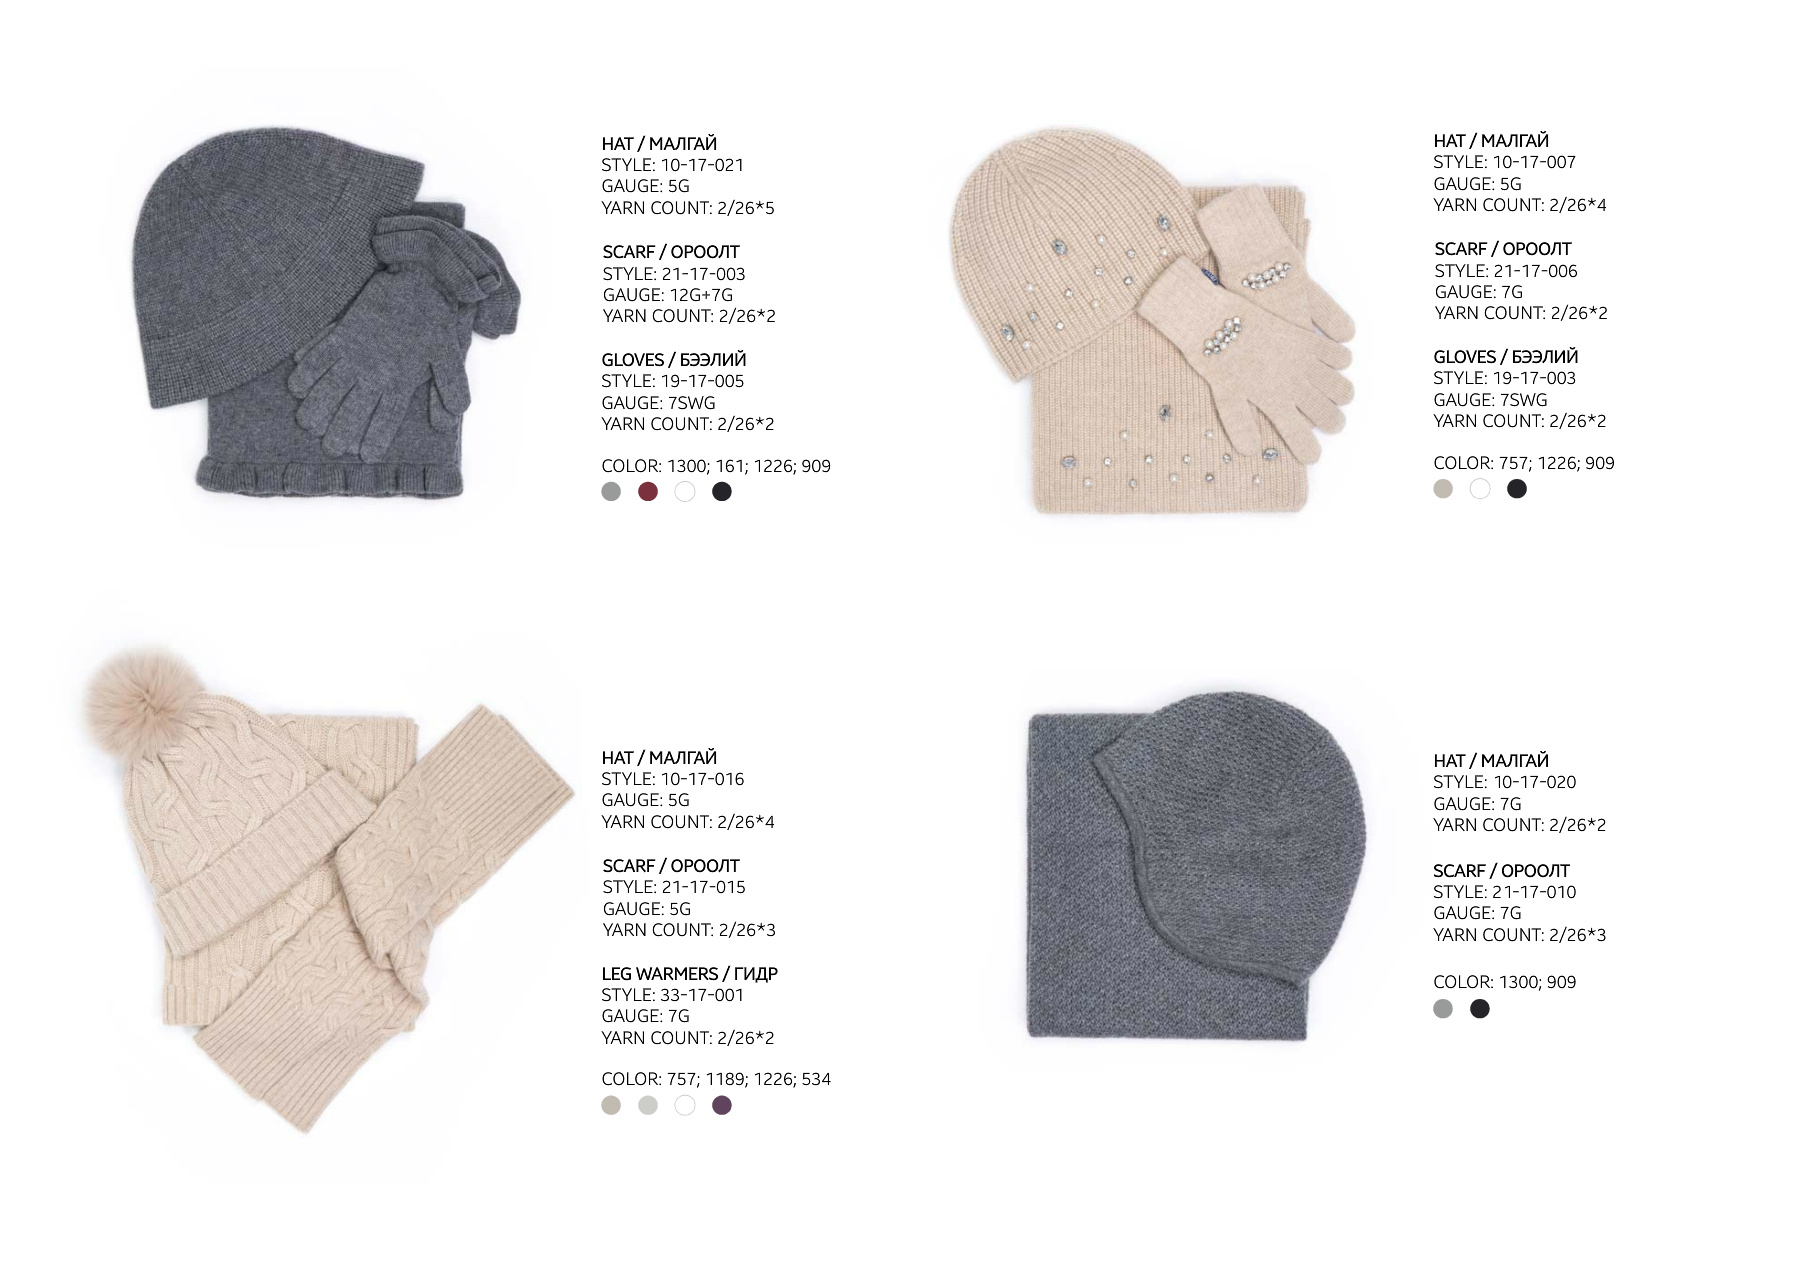 HAT / МАЛГАЙ
STYLE: 10-17-021
GAUGE: 5G
YARN COUNT: 2/26*5
SCARF / ОРООЛТ
STYLE: 21-17-003
GAUGE: 12G+7G
YARN COUNT: 2/26*2
GLOVES / БЭЭЛИЙ
STYLE: 19-17-005
GAUGE: 7SWG
YARN COUNT: 2/26*2
COLOR: 1300; 161; 1226; 909
HAT / МАЛГАЙ
STYLE: 10-17-007
GAUGE: 5G
YARN COUNT: 2/26*4
SCARF / ОРООЛТ
STYLE: 21-17-006
GAUGE: 7G
YARN COUNT: 2/26*2
GLOVES / БЭЭЛИЙ
STYLE: 19-17-003
GAUGE: 7SWG
YARN COUNT: 2/26*2
COLOR: 757; 1226; 909
HAT / МАЛГАЙ
STYLE: 10-17-016
GAUGE: 5G
YARN COUNT: 2/26*4
SCARF / ОРООЛТ
STYLE: 21-17-015
GAUGE: 5G
YARN COUNT: 2/26*3
LEG WARMERS / ГИДР
STYLE: 33-17-001
GAUGE: 7G
YARN COUNT: 2/26*2
COLOR: 757; 1189; 1226; 534
HAT / МАЛГАЙ
STYLE: 10-17-020
GAUGE: 7G
YARN COUNT: 2/26*2
SCARF / ОРООЛТ
STYLE: 21-17-010
GAUGE: 7G
YARN COUNT: 2/26*3
COLOR: 1300; 909